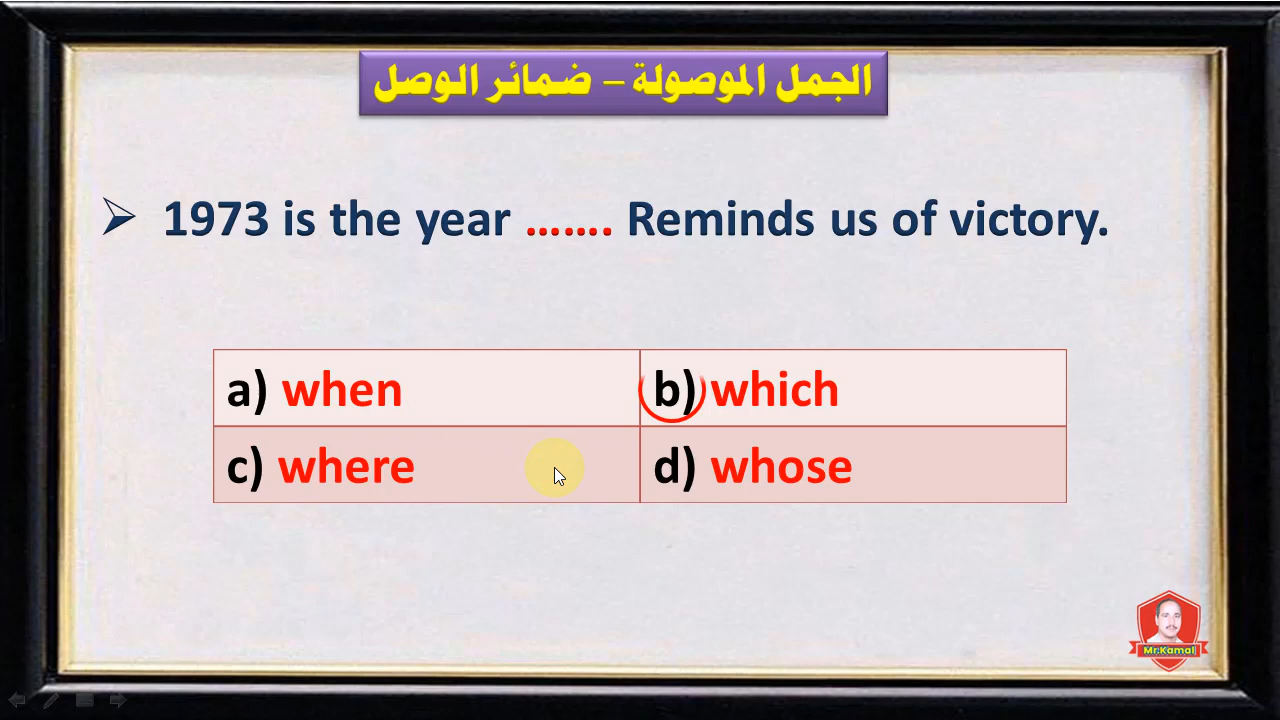 الجمل الموصولة – ضمائر الوصل
1973 is the year ....... Reminds us of victory.
a) when
b) which
c) where
d) whose
Mr.Kamal